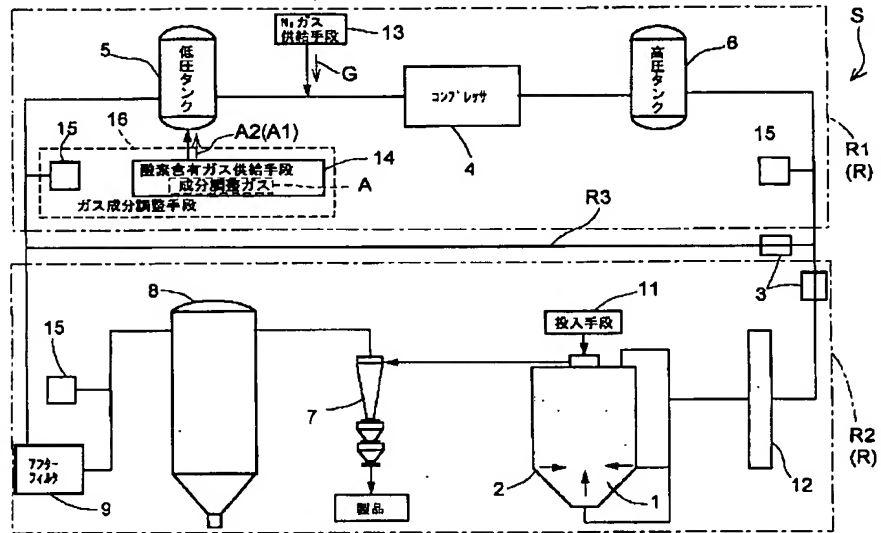 N₂ガス
供給手段
13
S
5
低圧タンク
G
コンプレッサ
4
高圧タンク
6
16
A2(A1)
15
14
酸素含有ガス供給手段
成分調整ガス
A
ガス成分調整手段
15
R1
(R)
R3
3
8
11
投入手段
15
7
2
1
12
R2
(R)
アフター
フィルタ
9
製品